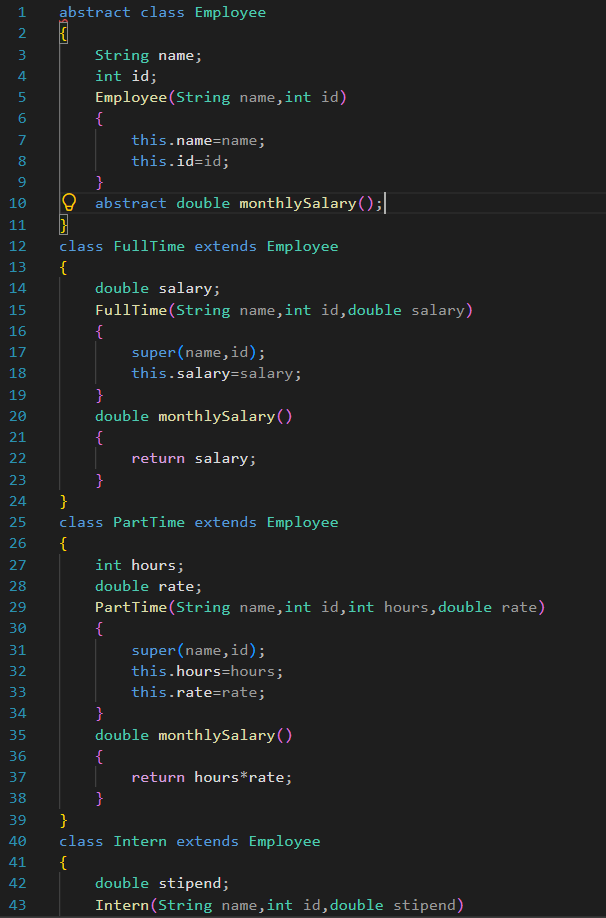 1 abstract class Employee
2 {
3 String name;
4 int id;
5 Employee(String name,int id)
6 {
7 this.name=name;
8 this.id=id;
9 }
10 abstract double monthlySalary();
11 }
12 class FullTime extends Employee
13 {
14 double salary;
15 FullTime(String name,int id,double salary)
16 {
17 super(name,id);
18 this.salary=salary;
19 }
20 double monthlySalary()
21 {
22 return salary;
23 }
24 }
25 class PartTime extends Employee
26 {
27 int hours;
28 double rate;
29 PartTime(String name,int id,int hours,double rate)
30 {
31 super(name,id);
32 this.hours=hours;
33 this.rate=rate;
34 }
35 double monthlySalary()
36 {
37 return hours*rate;
38 }
39 }
40 class Intern extends Employee
41 {
42 double stipend;
43 Intern(String name,int id,double stipend)